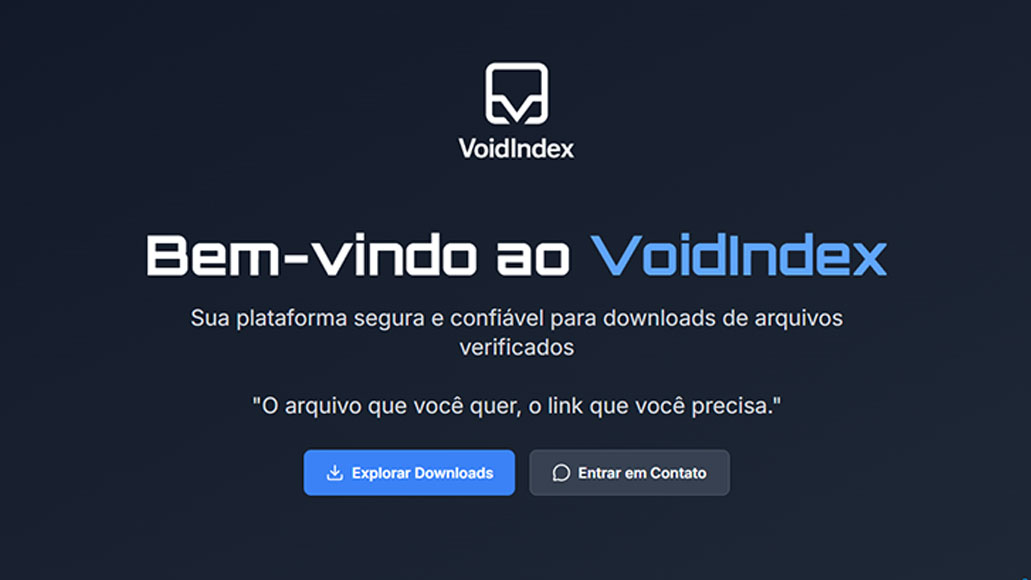 VoidIndex
Bem-vindo ao VoidIndex
Sua plataforma segura e confiável para downloads de arquivos
verificados
"O arquivo que você quer, o link que você precisa."
Explorar Downloads
Entrar em Contato